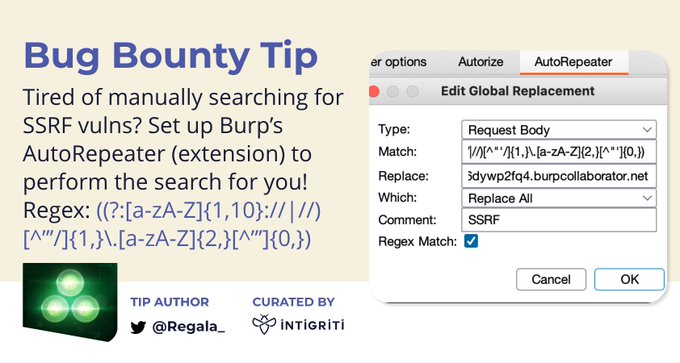 Bug Bounty Tip
Tired of manually searching for
SSRF vulns? Set up Burp's
AutoRepeater (extension) to
perform the search for you!
Regex: ((?:[a-zA-Z]{1,10}://|//)
[^"'/]{1,}\.[a-zA-Z]{2,}[^"']{0,})
TIP AUTHOR
@Regala_
CURATED BY
INTIGRITI
er options Autorize AutoRepeater
Edit Global Replacement
Type: Request Body
Match: '|//)[^"'/]{1,}\.[a-zA-Z]{2,}[^"']{0,})
Replace: 6dywp2fq4.burpcollaborator.net
Which: Replace All
Comment: SSRF
Regex Match:
Cancel OK